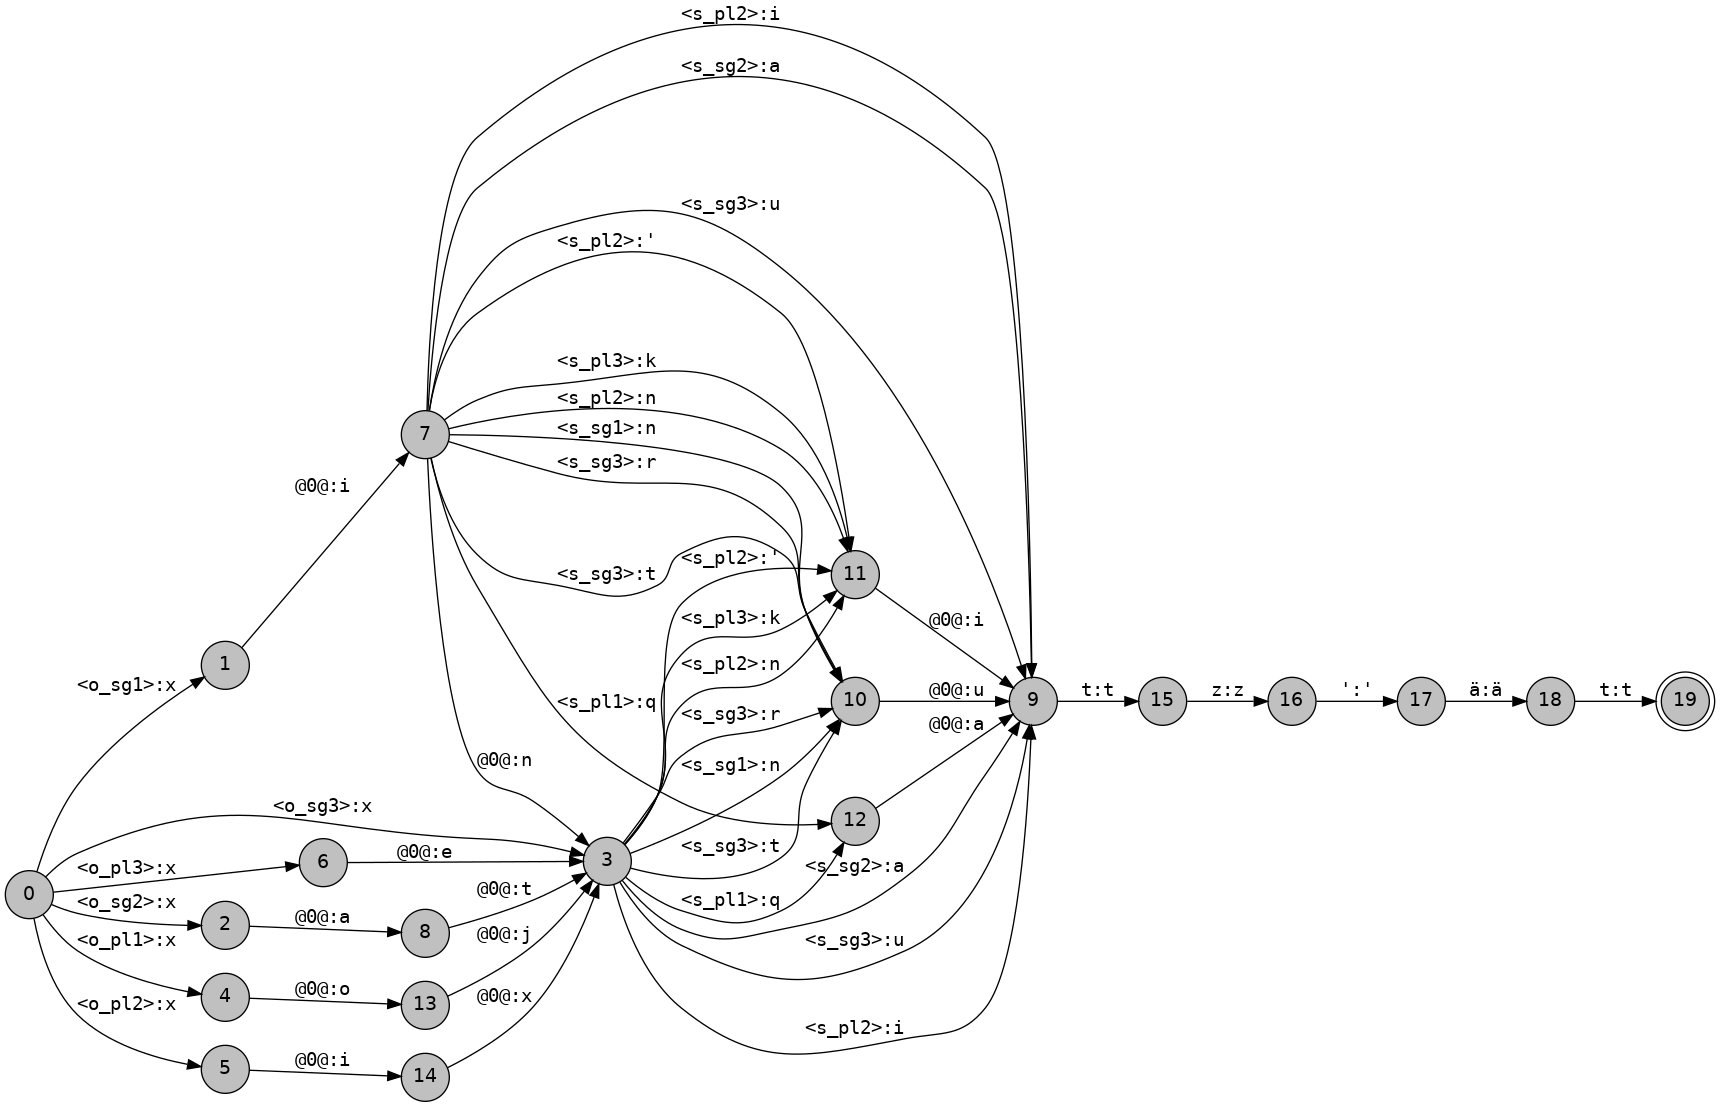 <s_pl2>:i
<s_sg2>:a
<s_sg3>:u
<s_pl2>:'
<s_pl3>:k
<s_pl2>:n
<s_sg1>:n
7
<s_sg3>:r
@0@:i
<s_pl2>:'
<s_sg3>:t
11
<s_pl3>:k
@0@:i
1
<s_pl2>:n
<o_sg1>:x
<s_pl1>:q
@0@:u
t:t
z:z
':'
ä:ä
t:t
10
9
15
16
17
18
19
<s_sg3>:r
@0@:a
@0@:n
<s_sg1>:n
<o_sg3>:x
12
<s_sg3>:t
@0@:e
6
3
<o_pl3>:x
<s_sg2>:a
0
@0@:t
<o_sg2>:x
<s_pl1>:q
@0@:a
2
8
@0@:j
<o_pl1>:x
<s_sg3>:u
@0@:o
4
13
@0@:x
<o_pl2>:x
<s_pl2>:i
@0@:i
5
14